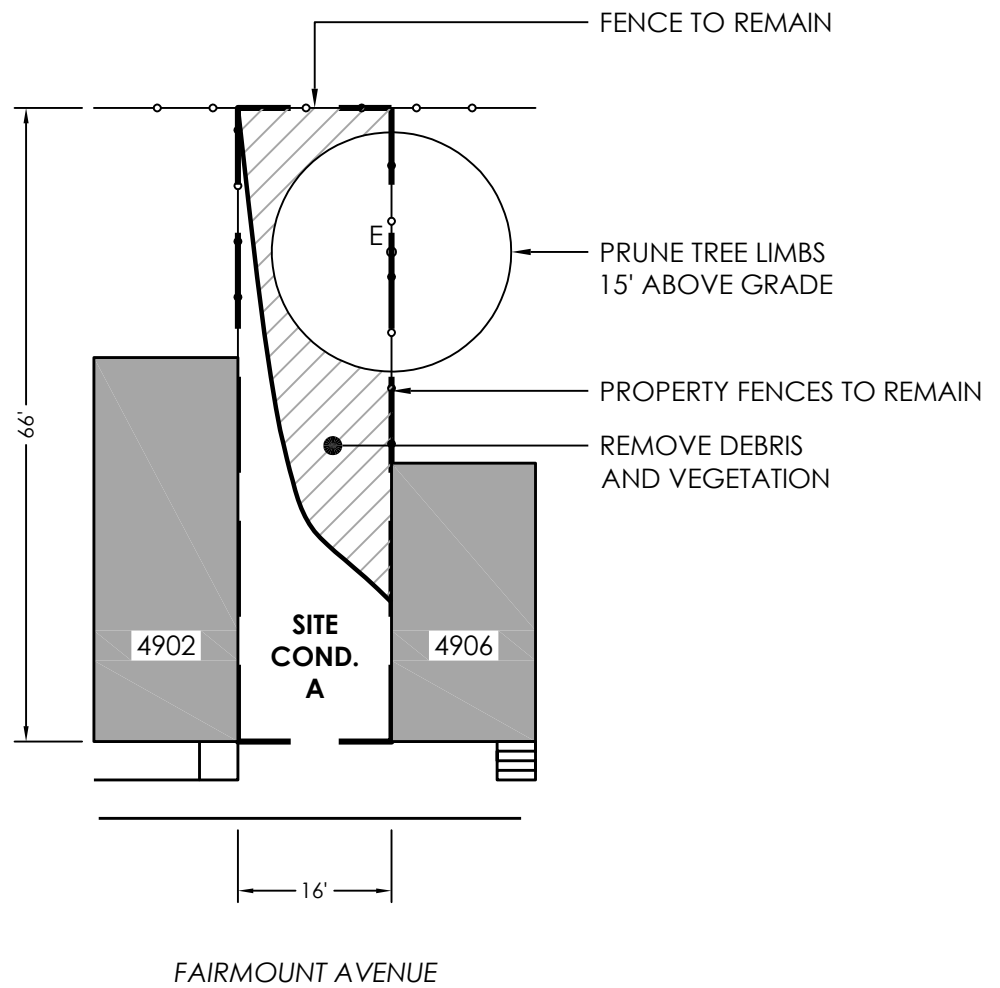 FENCE TO REMAIN
E
PRUNE TREE LIMBS
15' ABOVE GRADE
PROPERTY FENCES TO REMAIN
66'
REMOVE DEBRIS
AND VEGETATION
4902
SITE
COND.
A
4906
16'
FAIRMOUNT AVENUE